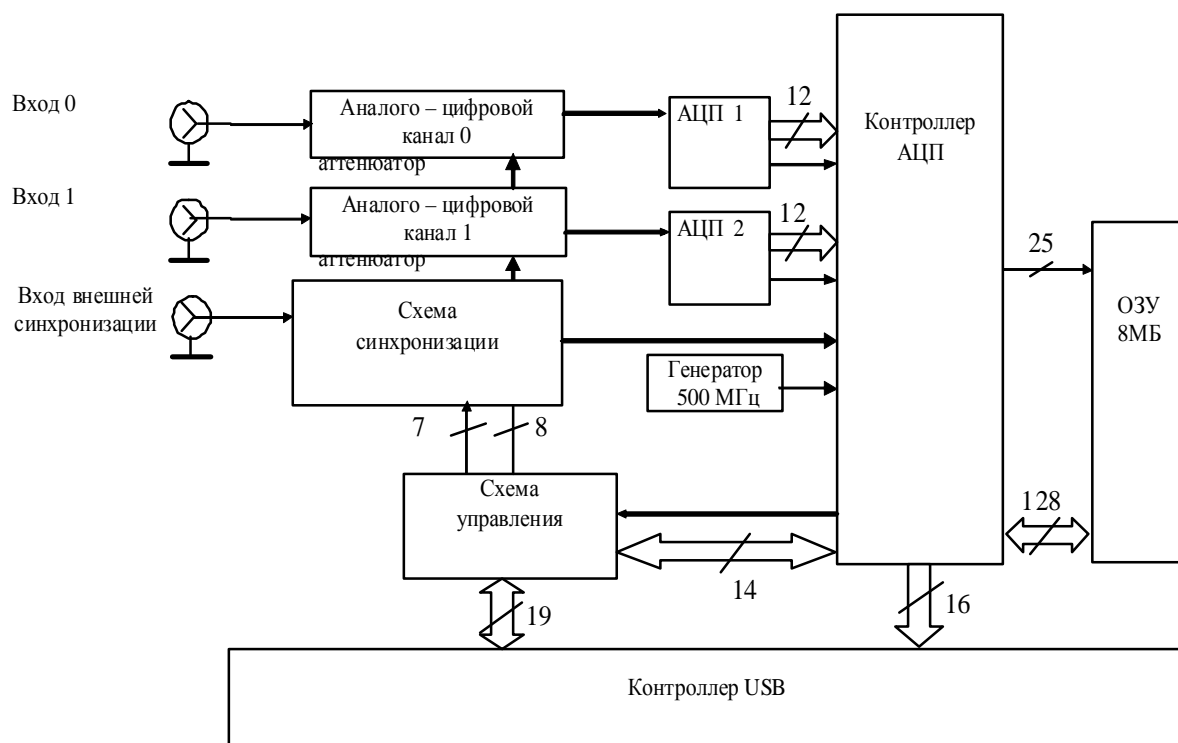 Вход 0
Аналого – цифровой
канал 0
аттенюатор
АЦП 1
12
Контроллер
АЦП
Вход 1
Аналого – цифровой
канал 1
аттенюатор
АЦП 2
12
25
ОЗУ
8МБ
Вход внешней
синхронизации
Схема
синхронизации
Генератор
500 МГц
7
8
Схема
управления
14
128
19
16
Контроллер USB